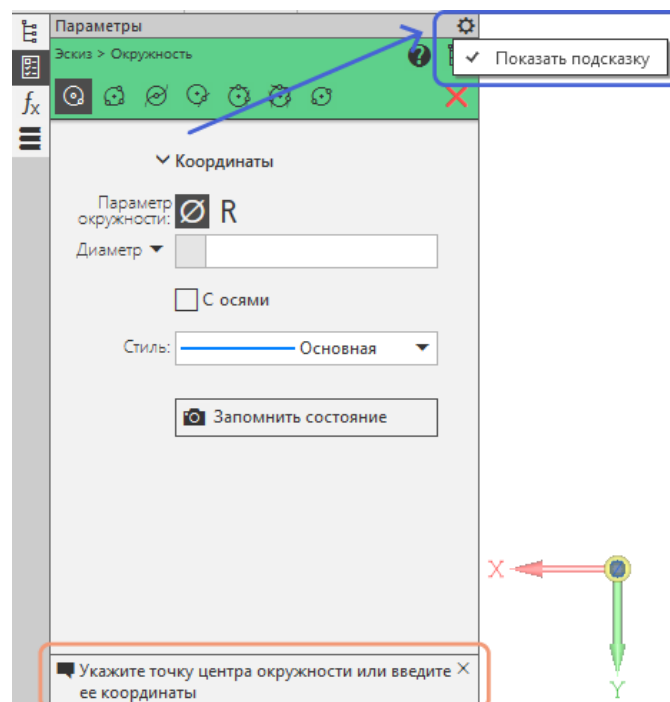 Параметры
Эскиз > Окружность
Показать подсказку
Координаты
Параметр
окружности:
R
Диаметр
С осями
Стиль:
Основная
Запомнить состояние
X
Y
Укажите точку центра окружности или введите
ее координаты